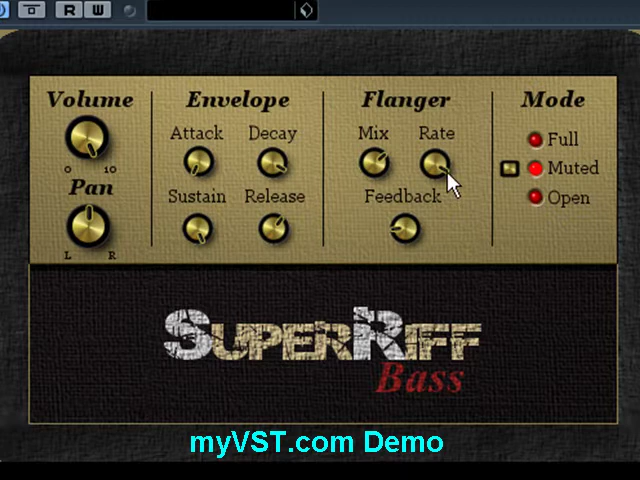 R W
Volume Envelope Flanger Mode
Attack Decay Mix Rate Full
0 10 Muted
Pan Sustain Release Feedback Open
L R
SuperRiff
Bass
myVST.com Demo